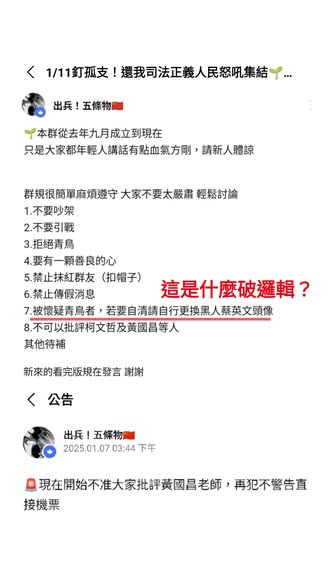 1/11釘孤支！還我司法正義人民怒吼集結🌱...
出兵！五條物🇨🇳
🌱本群從去年九月成立到現在
只是大家都年輕人講話有點血氣方剛，請新人體諒
群規很簡單麻煩遵守 大家不要太嚴肅 輕鬆討論
1.不要吵架
2.不要引戰
3.拒絕青鳥
4.要有一顆善良的心
5.禁止抹紅群友（扣帽子）
6.禁止傳假消息
這是什麼破邏輯？
7.被懷疑青鳥者，若要自清請自行更換黑人蔡英文頭像
8.不可以批評柯文哲及黃國昌等人
其他待補
新來的看完版規在發言 謝謝
公告
出兵！五條物🇨🇳
2025.01.07 03:44 下午
🚨現在開始不准大家批評黃國昌老師，再犯不警告直
接機票